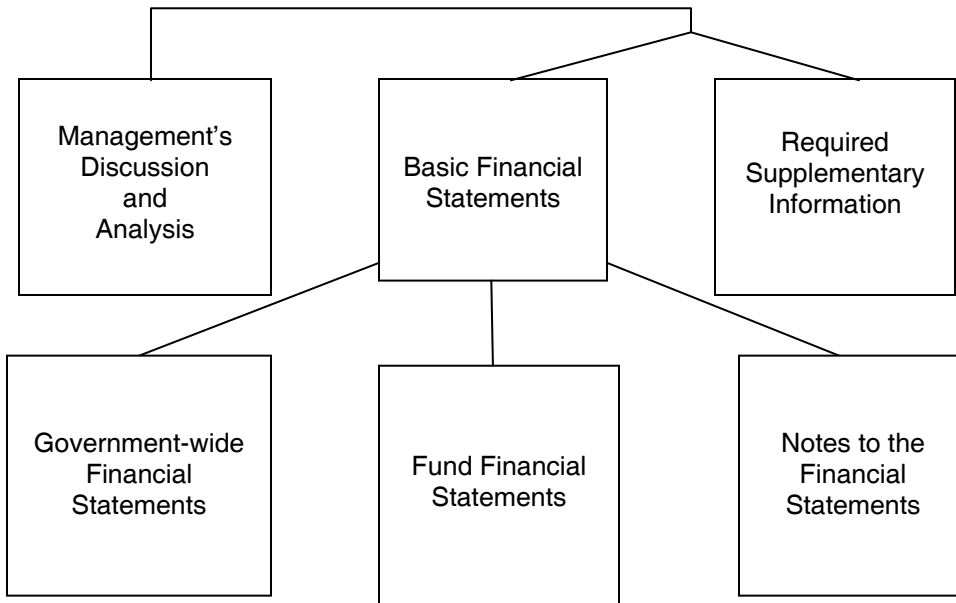 Management’s
Discussion
and
Analysis
Basic Financial
Statements
Required
Supplementary
Information
Government-wide
Financial
Statements
Fund Financial
Statements
Notes to the
Financial
Statements